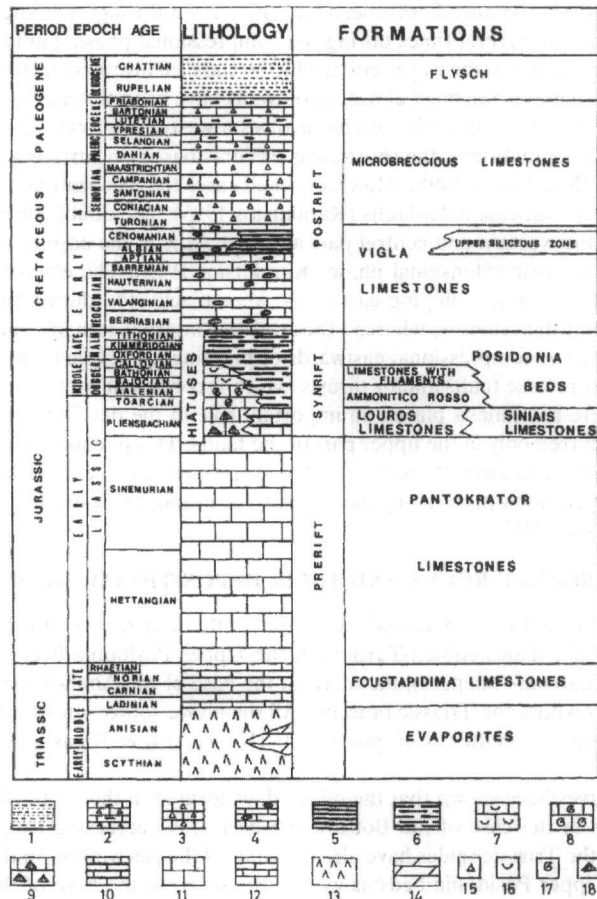 PERIOD EPOCH AGE LITHOLOGY FORMATIONS
PALEOGENE
OLIGOCENE
CHATTIAN
RUPELIAN
FLYSCH
EOCENE
PRIABONIAN
BARTONIAN
LUTETIAN
YPRESIAN
PALEOC.
SELANDIAN
DANIAN
MICROBRECCIOUS LIMESTONES
CRETACEOUS
LATE
SENONIAN
MAASTRICHTIAN
CAMPANIAN
SANTONIAN
CONIACIAN
TURONIAN
CENOMANIAN
UPPER SILICEOUS ZONE
EARLY
ALBIAN
APTIAN
VIGLA
BARREMIAN
NEOCOMIAN
HAUTERIVIAN
LIMESTONES
VALANGINIAN
BERRIASIAN
POSTRIFT
JURASSIC
LATE
MALM
TITHONIAN
KIMMERIDGIAN
OXFORDIAN
POSIDONIA
MIDDLE
DOGGER
CALLOVIAN
BATHONIAN
BAJOCIAN
AALENIAN
LIMESTONES WITH
FILAMENTS
BEDS
AMMONITICO ROSSO
HIATUSES
SYNRIFT
EARLY
LIASSIC
TOARCIAN
PLIENSBACHIAN
LOUROS
LIMESTONES
SINIAIS
LIMESTONES
SINEMURIAN
PANTOKRATOR
HETTANGIAN
LIMESTONES
PRERIFT
TRIASSIC
LATE
RHAETIAN
NORIAN
CARNIAN
FOUSTAPIDIMA LIMESTONES
MIDDLE
LADINIAN
ANISIAN
EVAPORITES
EARLY
SCYTHIAN
1 2 3 4 5 6 7 8
9 10 11 12 13 14 15 16 17 18